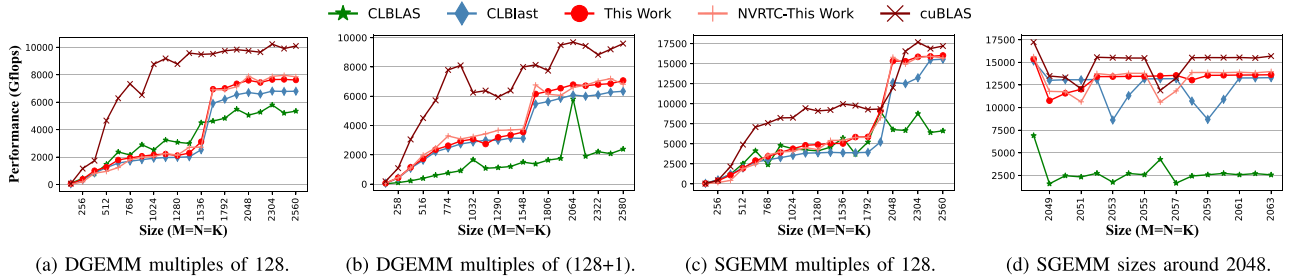 CLBLAS CLBlast This Work NVRTC-This Work cuBLAS
Performance (Gflops)
10000
8000
6000
4000
2000
0
256 512 768 1024 1280 1536 1792 2048 2304 2560
Size (M=N=K)
(a) DGEMM multiples of 128.
10000
8000
6000
4000
2000
0
258 516 774 1032 1290 1548 1806 2064 2322 2580
Size (M=N=K)
(b) DGEMM multiples of (128+1).
17500
15000
12500
10000
7500
5000
2500
0
256 512 768 1024 1280 1536 1792 2048 2304 2560
Size (M=N=K)
(c) SGEMM multiples of 128.
17500
15000
12500
10000
7500
5000
2500
2049 2051 2053 2055 2057 2059 2061 2063
Size (M=N=K)
(d) SGEMM sizes around 2048.